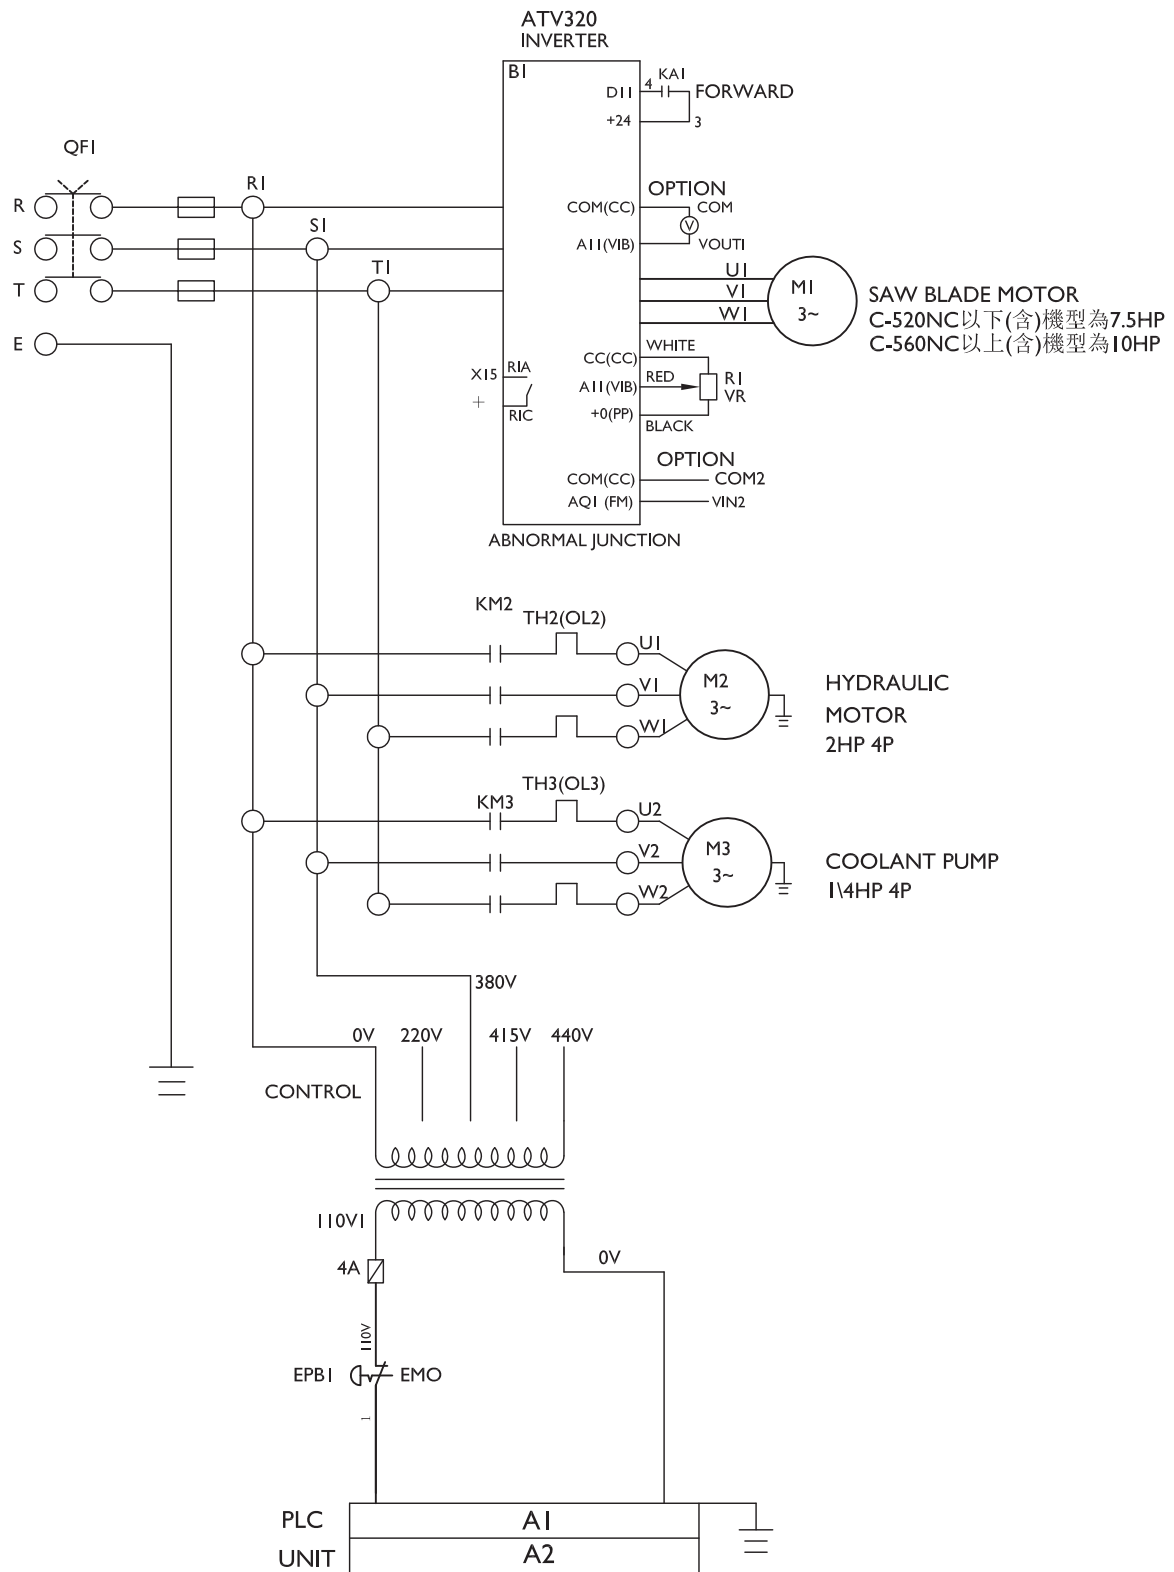 ATV320
INVERTER
B1
DI1
4
KA1
FORWARD
+24
3
QF1
R
R1
S
S1
T
T1
E
OPTION
COM(CC)
COM
V
AI1(VIB)
VOUT1
U1
V1
W1
M1
3~
SAW BLADE MOTOR
C-520NC以下(含)機型為7.5HP
C-560NC以上(含)機型為10HP
X15
R1A
+
R1C
CC(CC)
WHITE
AI1(VIB)
RED
R1
VR
+0(PP)
BLACK
OPTION
COM(CC)
COM2
AQ1 (FM)
VIN2
ABNORMAL JUNCTION
KM2
TH2(OL2)
U1
V1
W1
M2
3~
HYDRAULIC
MOTOR
2HP 4P
KM3
TH3(OL3)
U2
V2
W2
M3
3~
COOLANT PUMP
1\4HP 4P
380V
0V
220V
415V
440V
CONTROL
110V1
0V
4A
110V
EPB1
EMO
1
PLC
A1
UNIT
A2